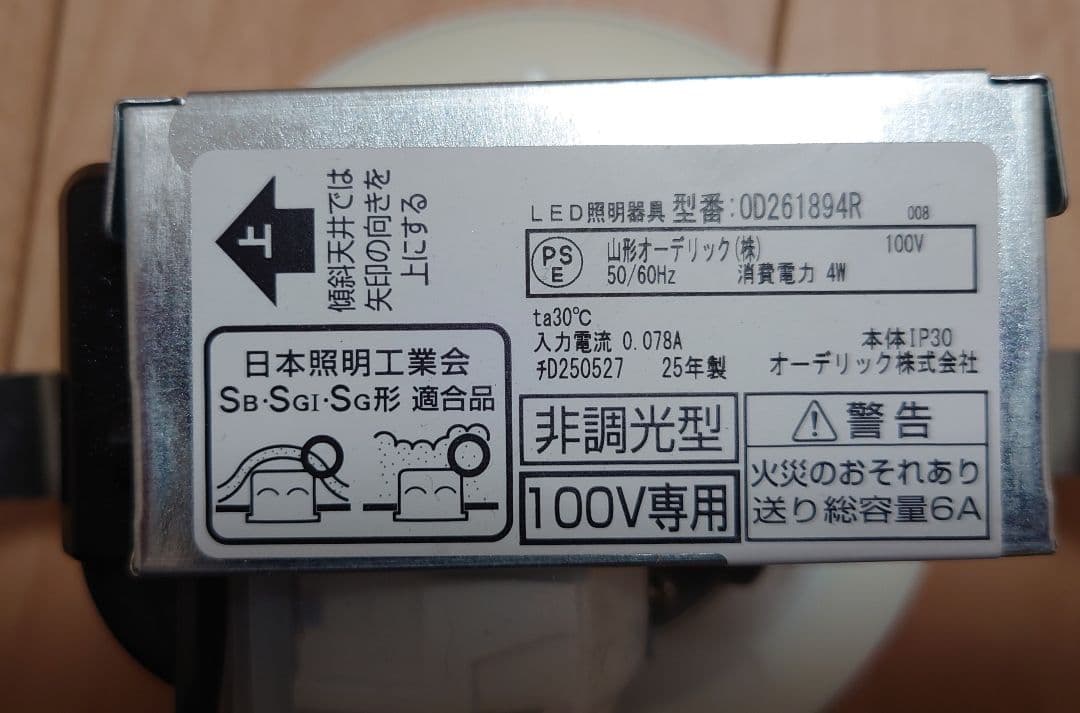 上
傾斜天井では
矢印の向きを
上にする
日本照明工業会
SB・SGI・SG形 適合品
LED照明器具 型番:OD261894R 008
PSE 山形オーデリック(株) 100V
50/60Hz 消費電力 4W
ta30℃
入力電流 0.078A 本体IP30
ﾁD250527 25年製 オーデリック株式会社
非調光型
100V専用
警告
火災のおそれあり
送り総容量6A